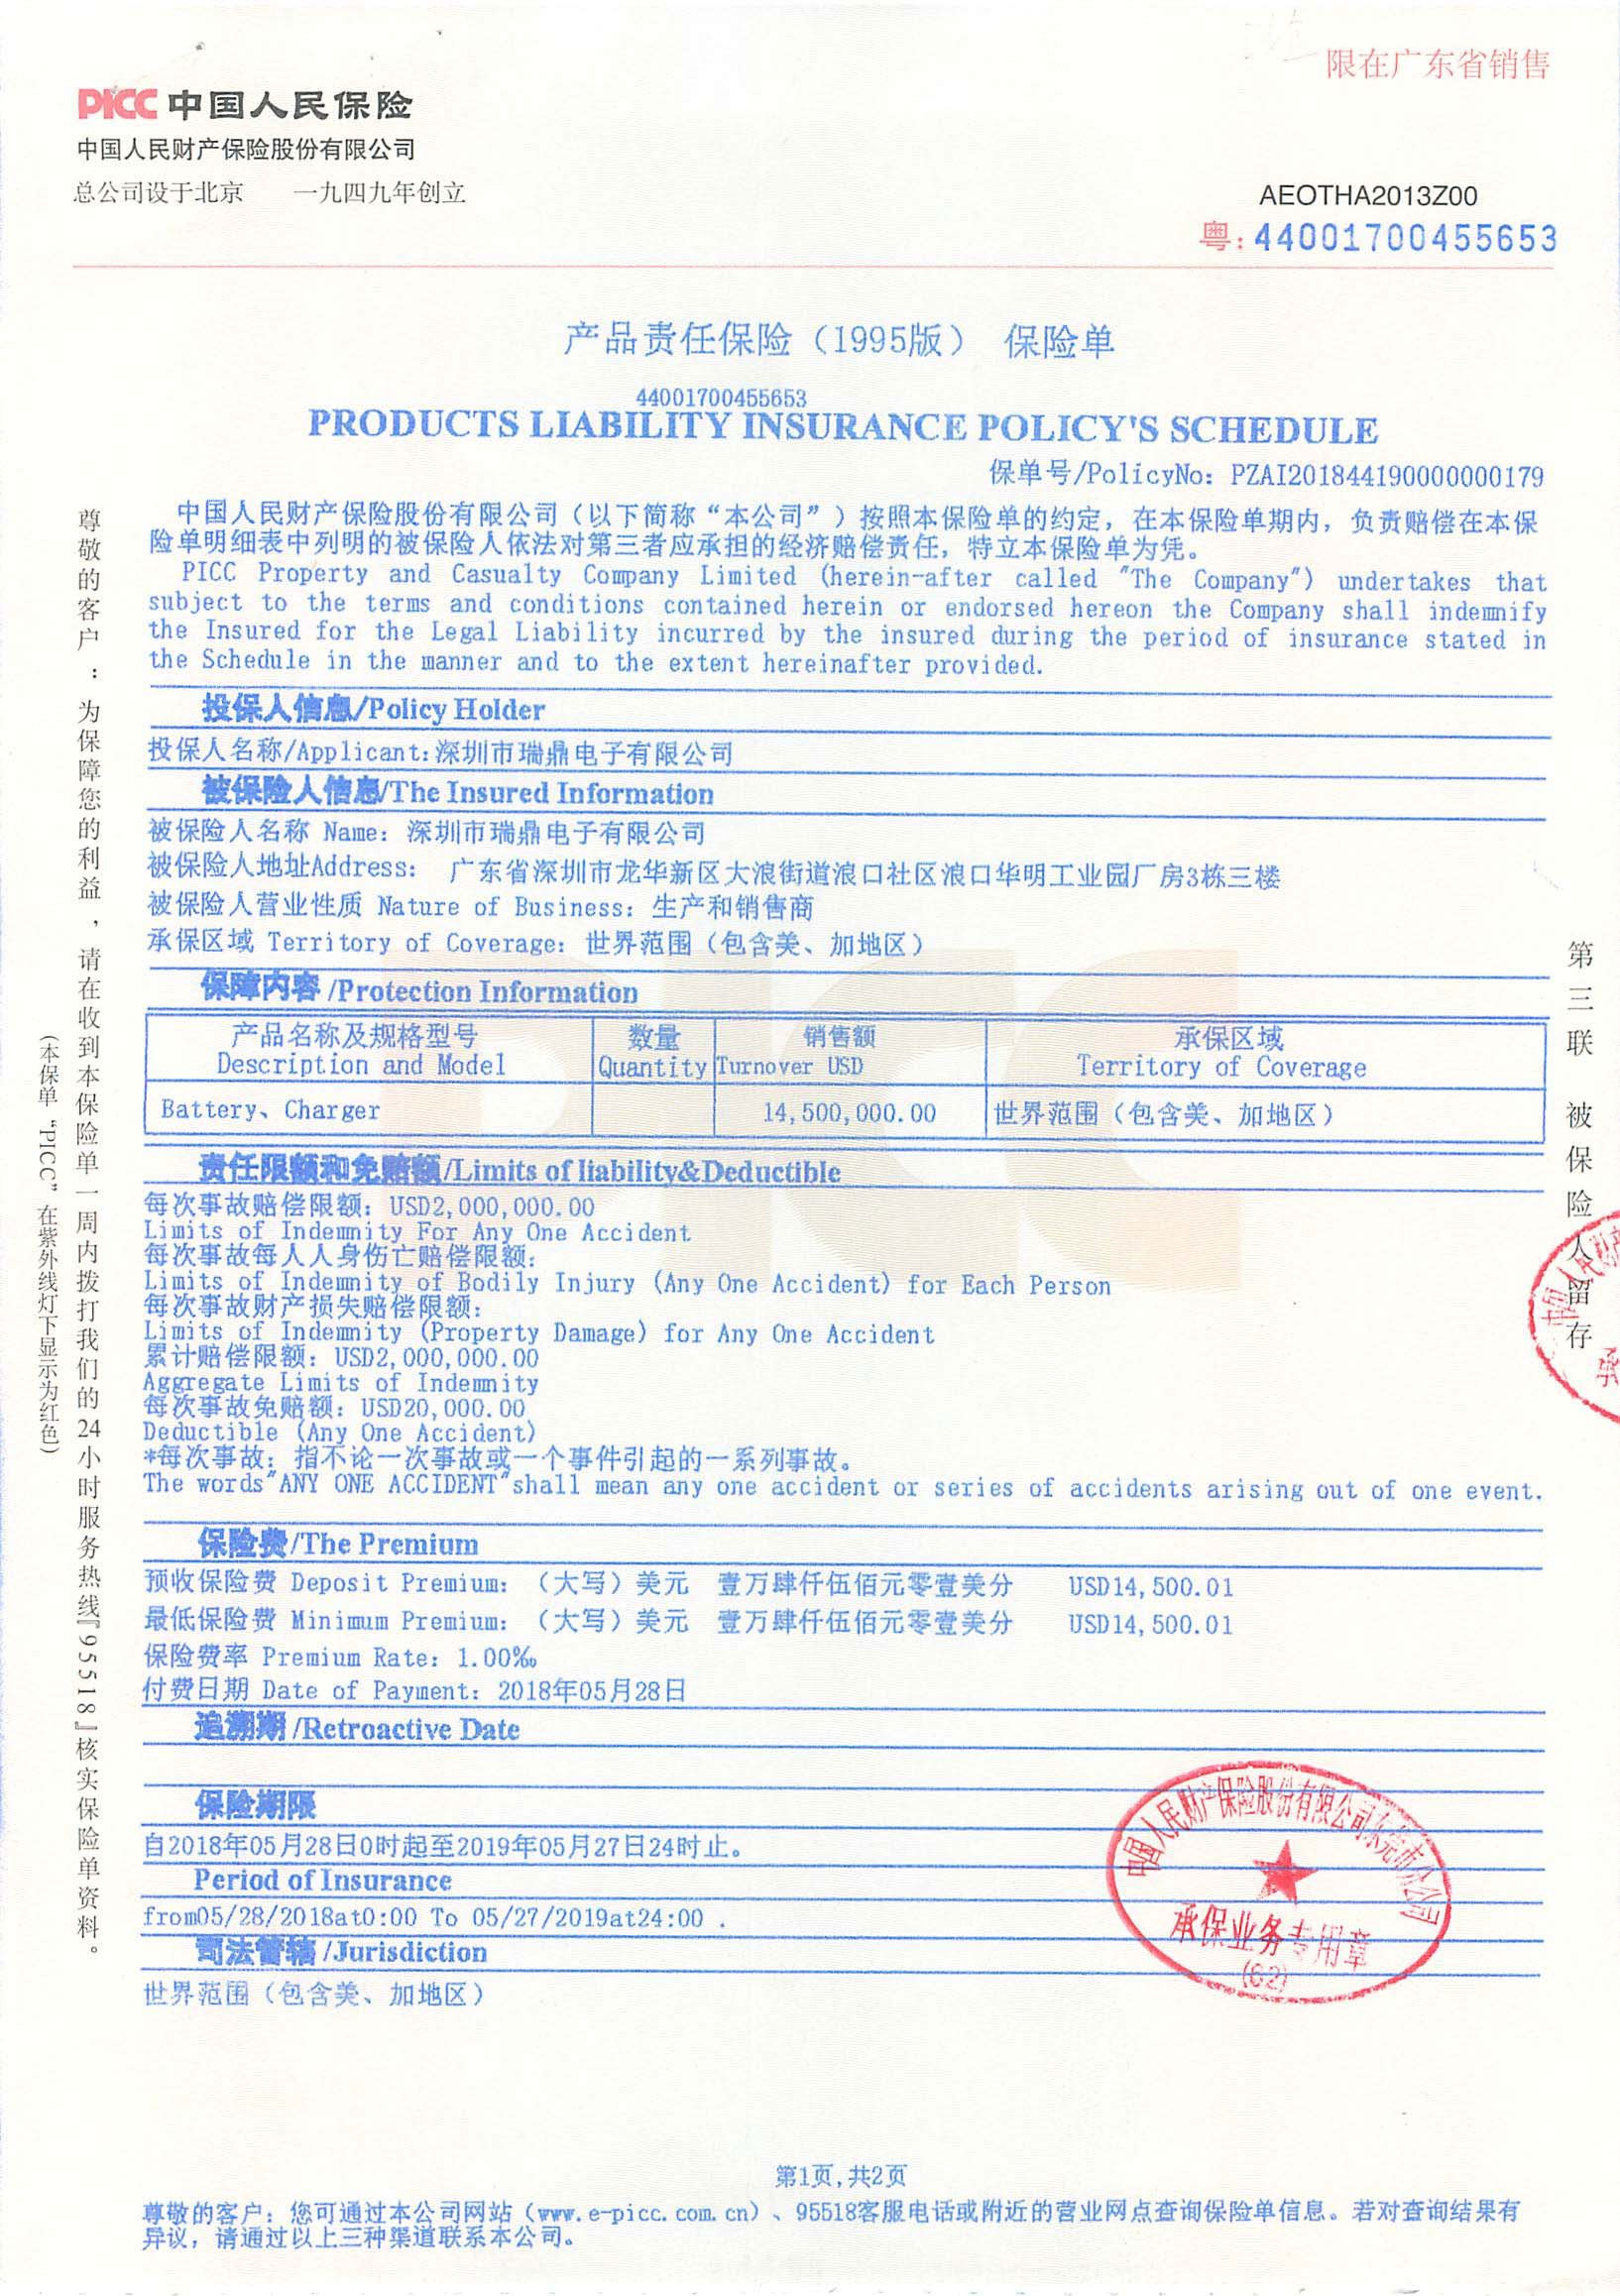 限在广东省销售
PICC 中国人民保险
中国人民财产保险股份有限公司
总公司设于北京 一九四九年创立
AEOTHA2013Z00
粤:44001700455653
产品责任保险（1995版） 保险单
44001700455653
PRODUCTS LIABILITY INSURANCE POLICY'S SCHEDULE
保单号/PolicyNo: PZAI201844190000000179
中国人民财产保险股份有限公司（以下简称“本公司”）按照本保险单的约定，在本保险单期内，负责赔偿在本保
险单明细表中列明的被保险人依法对第三者应承担的经济赔偿责任，特立本保险单为凭。
PICC Property and Casualty Company Limited (herein-after called "The Company") undertakes that
subject to the terms and conditions contained herein or endorsed hereon the Company shall indemnify
the Insured for the Legal Liability incurred by the insured during the period of insurance stated in
the Schedule in the manner and to the extent hereinafter provided.
投保人信息/Policy Holder
投保人名称/Applicant:深圳市瑞鼎电子有限公司
被保险人信息/The Insured Information
被保险人名称 Name: 深圳市瑞鼎电子有限公司
被保险人地址Address: 广东省深圳市龙华新区大浪街道浪口社区浪口华明工业园厂房3栋三楼
被保险人营业性质 Nature of Business: 生产和销售商
承保区域 Territory of Coverage: 世界范围（包含美、加地区）
保障内容 /Protection Information
产品名称及规格型号 数量 销售额 承保区域
Description and Model Quantity Turnover USD Territory of Coverage
Battery、Charger 14,500,000.00 世界范围（包含美、加地区）
责任限额和免赔额/Limits of liability&Deductible
每次事故赔偿限额: USD2,000,000.00
Limits of Indemnity For Any One Accident
每次事故每人人身伤亡赔偿限额:
Limits of Indemnity of Bodily Injury (Any One Accident) for Each Person
每次事故财产损失赔偿限额:
Limits of Indemnity (Property Damage) for Any One Accident
累计赔偿限额: USD2,000,000.00
Aggregate Limits of Indemnity
每次事故免赔额: USD20,000.00
Deductible (Any One Accident)
*每次事故: 指不论一次事故或一个事件引起的一系列事故。
The words"ANY ONE ACCIDENT"shall mean any one accident or series of accidents arising out of one event.
保险费/The Premium
预收保险费 Deposit Premium: （大写）美元 壹万肆仟伍佰元零壹美分 USD14,500.01
最低保险费 Minimum Premium: （大写）美元 壹万肆仟伍佰元零壹美分 USD14,500.01
保险费率 Premium Rate: 1.00‰
付费日期 Date of Payment: 2018年05月28日
追溯期 /Retroactive Date
保险期限
自2018年05月28日0时起至2019年05月27日24时止。
Period of Insurance
from05/28/2018at0:00 To 05/27/2019at24:00 .
司法管辖 /Jurisdiction
世界范围（包含美、加地区）
中国人民财产保险股份有限公司东莞市分公司
承保业务专用章
(62)
第1页,共2页
尊敬的客户: 您可通过本公司网站（www.e-picc.com.cn）、95518客服电话或附近的营业网点查询保险单信息。若对查询结果有
异议，请通过以上三种渠道联系本公司。
尊敬的客户:为保障您的利益，请在收到本保险单一周内拨打我们的24小时服务热线『95518』核实保险单资料。
（本保单“PICC”在紫外线灯下显示为红色）
第三联 被保险人留存